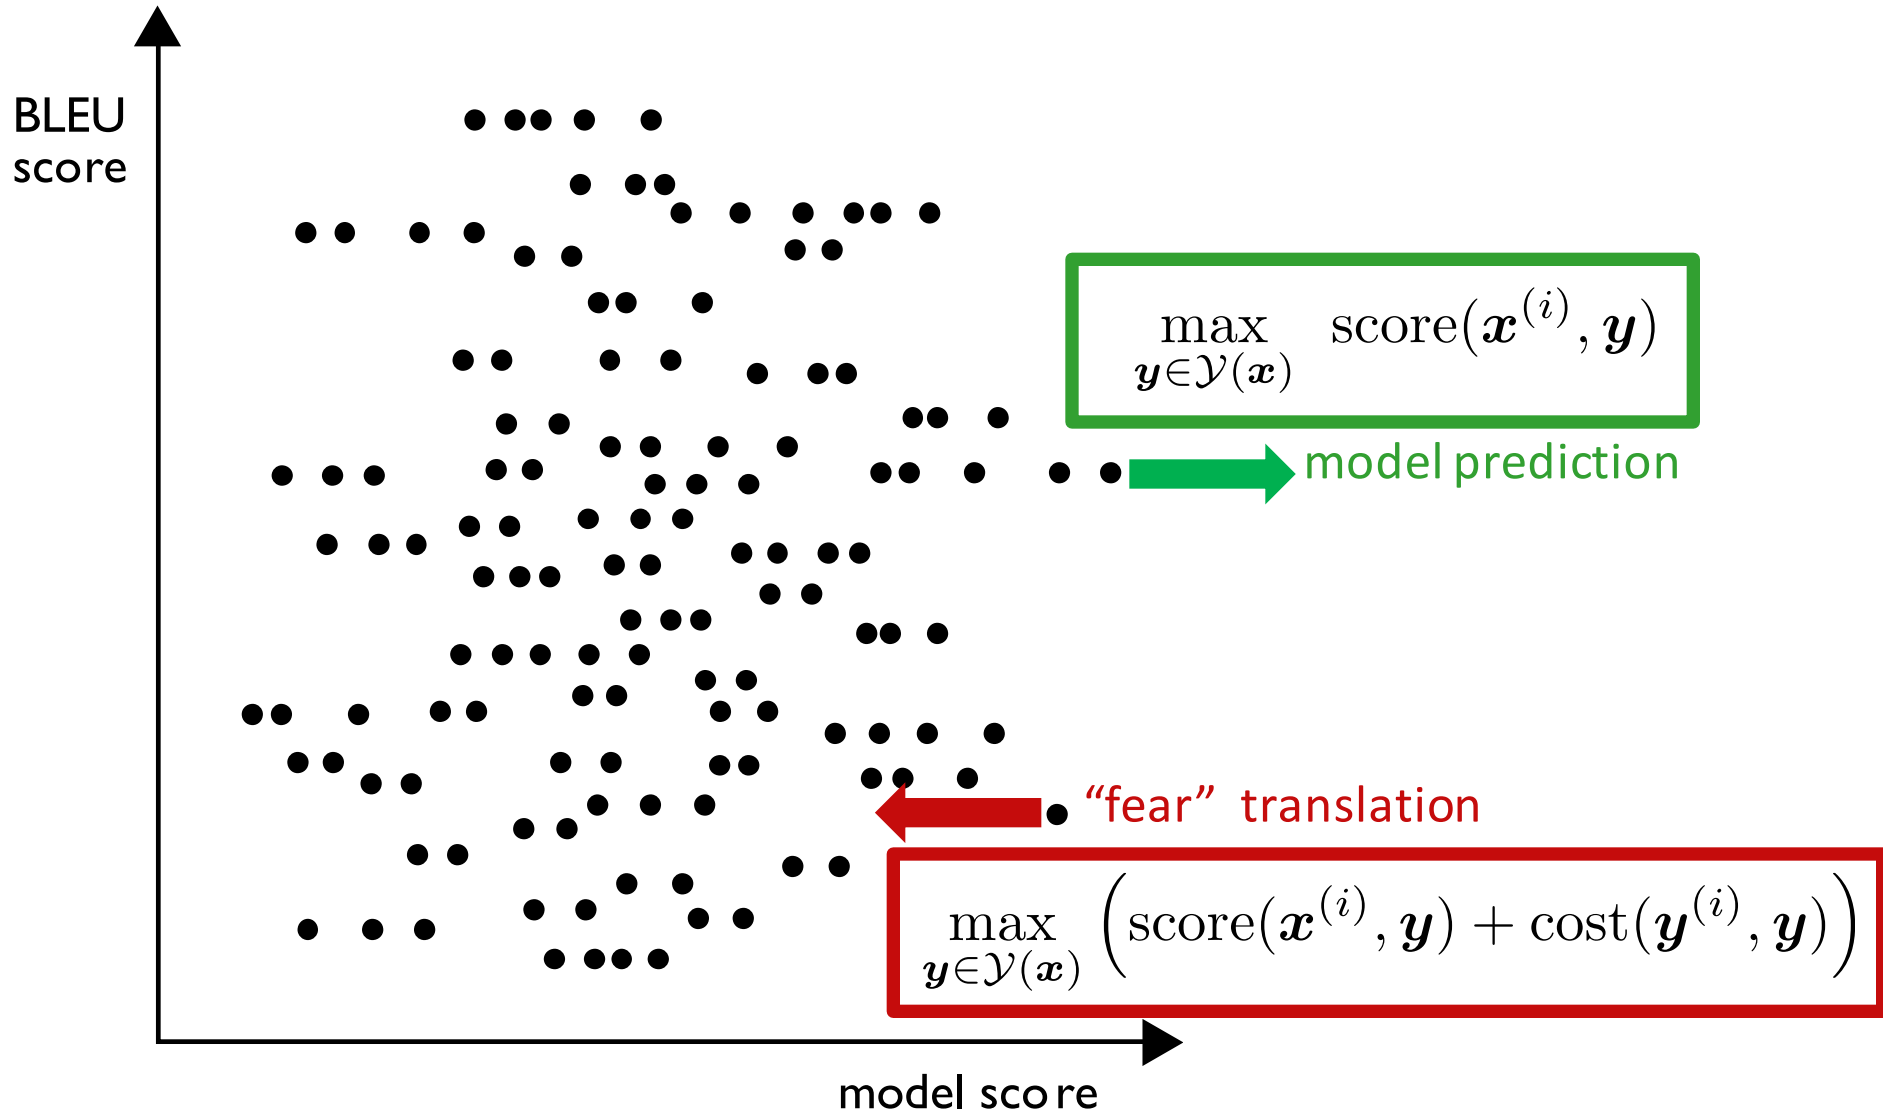 BLEU
score
max score(x^(i), y)
y∈𝒴(x)
model prediction
“fear” translation
max (score(x^(i), y) + cost(y^(i), y))
y∈𝒴(x)
model score